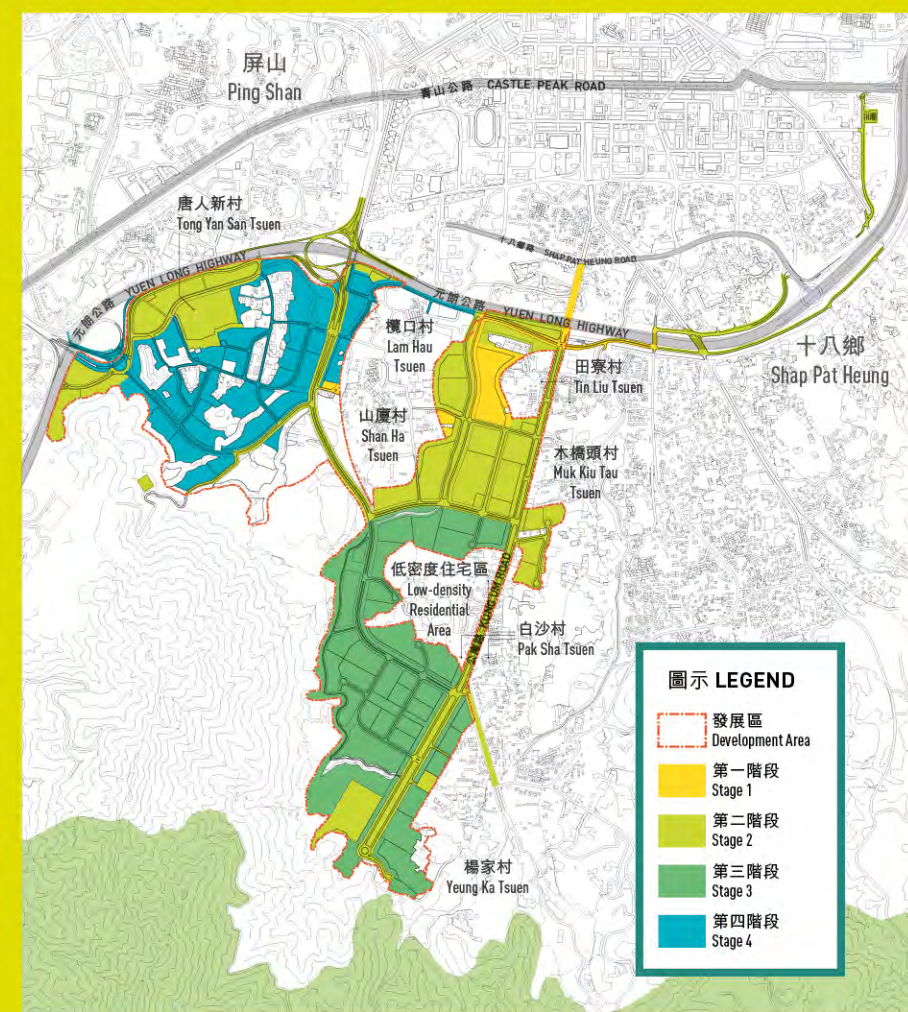 屏山
Ping Shan
青山公路 CASTLE PEAK ROAD
唐人新村
Tong Yan San Tsuen
十八鄉路 SHAP PAT HEUNG ROAD
元朗公路 YUEN LONG HIGHWAY
元朗公路 YUEN LONG HIGHWAY
欖口村
Lam Hau
Tsuen
十八鄉
Shap Pat Heung
田寮村
Tin Liu Tsuen
山廈村
Shan Ha
Tsuen
木橋頭村
Muk Kiu Tau
Tsuen
低密度住宅區
Low-density
Residential
Area
公庵路 KUNG UM ROAD
白沙村
Pak Sha Tsuen
楊家村
Yeung Ka Tsuen
圖示 LEGEND
發展區
Development Area
第一階段
Stage 1
第二階段
Stage 2
第三階段
Stage 3
第四階段
Stage 4